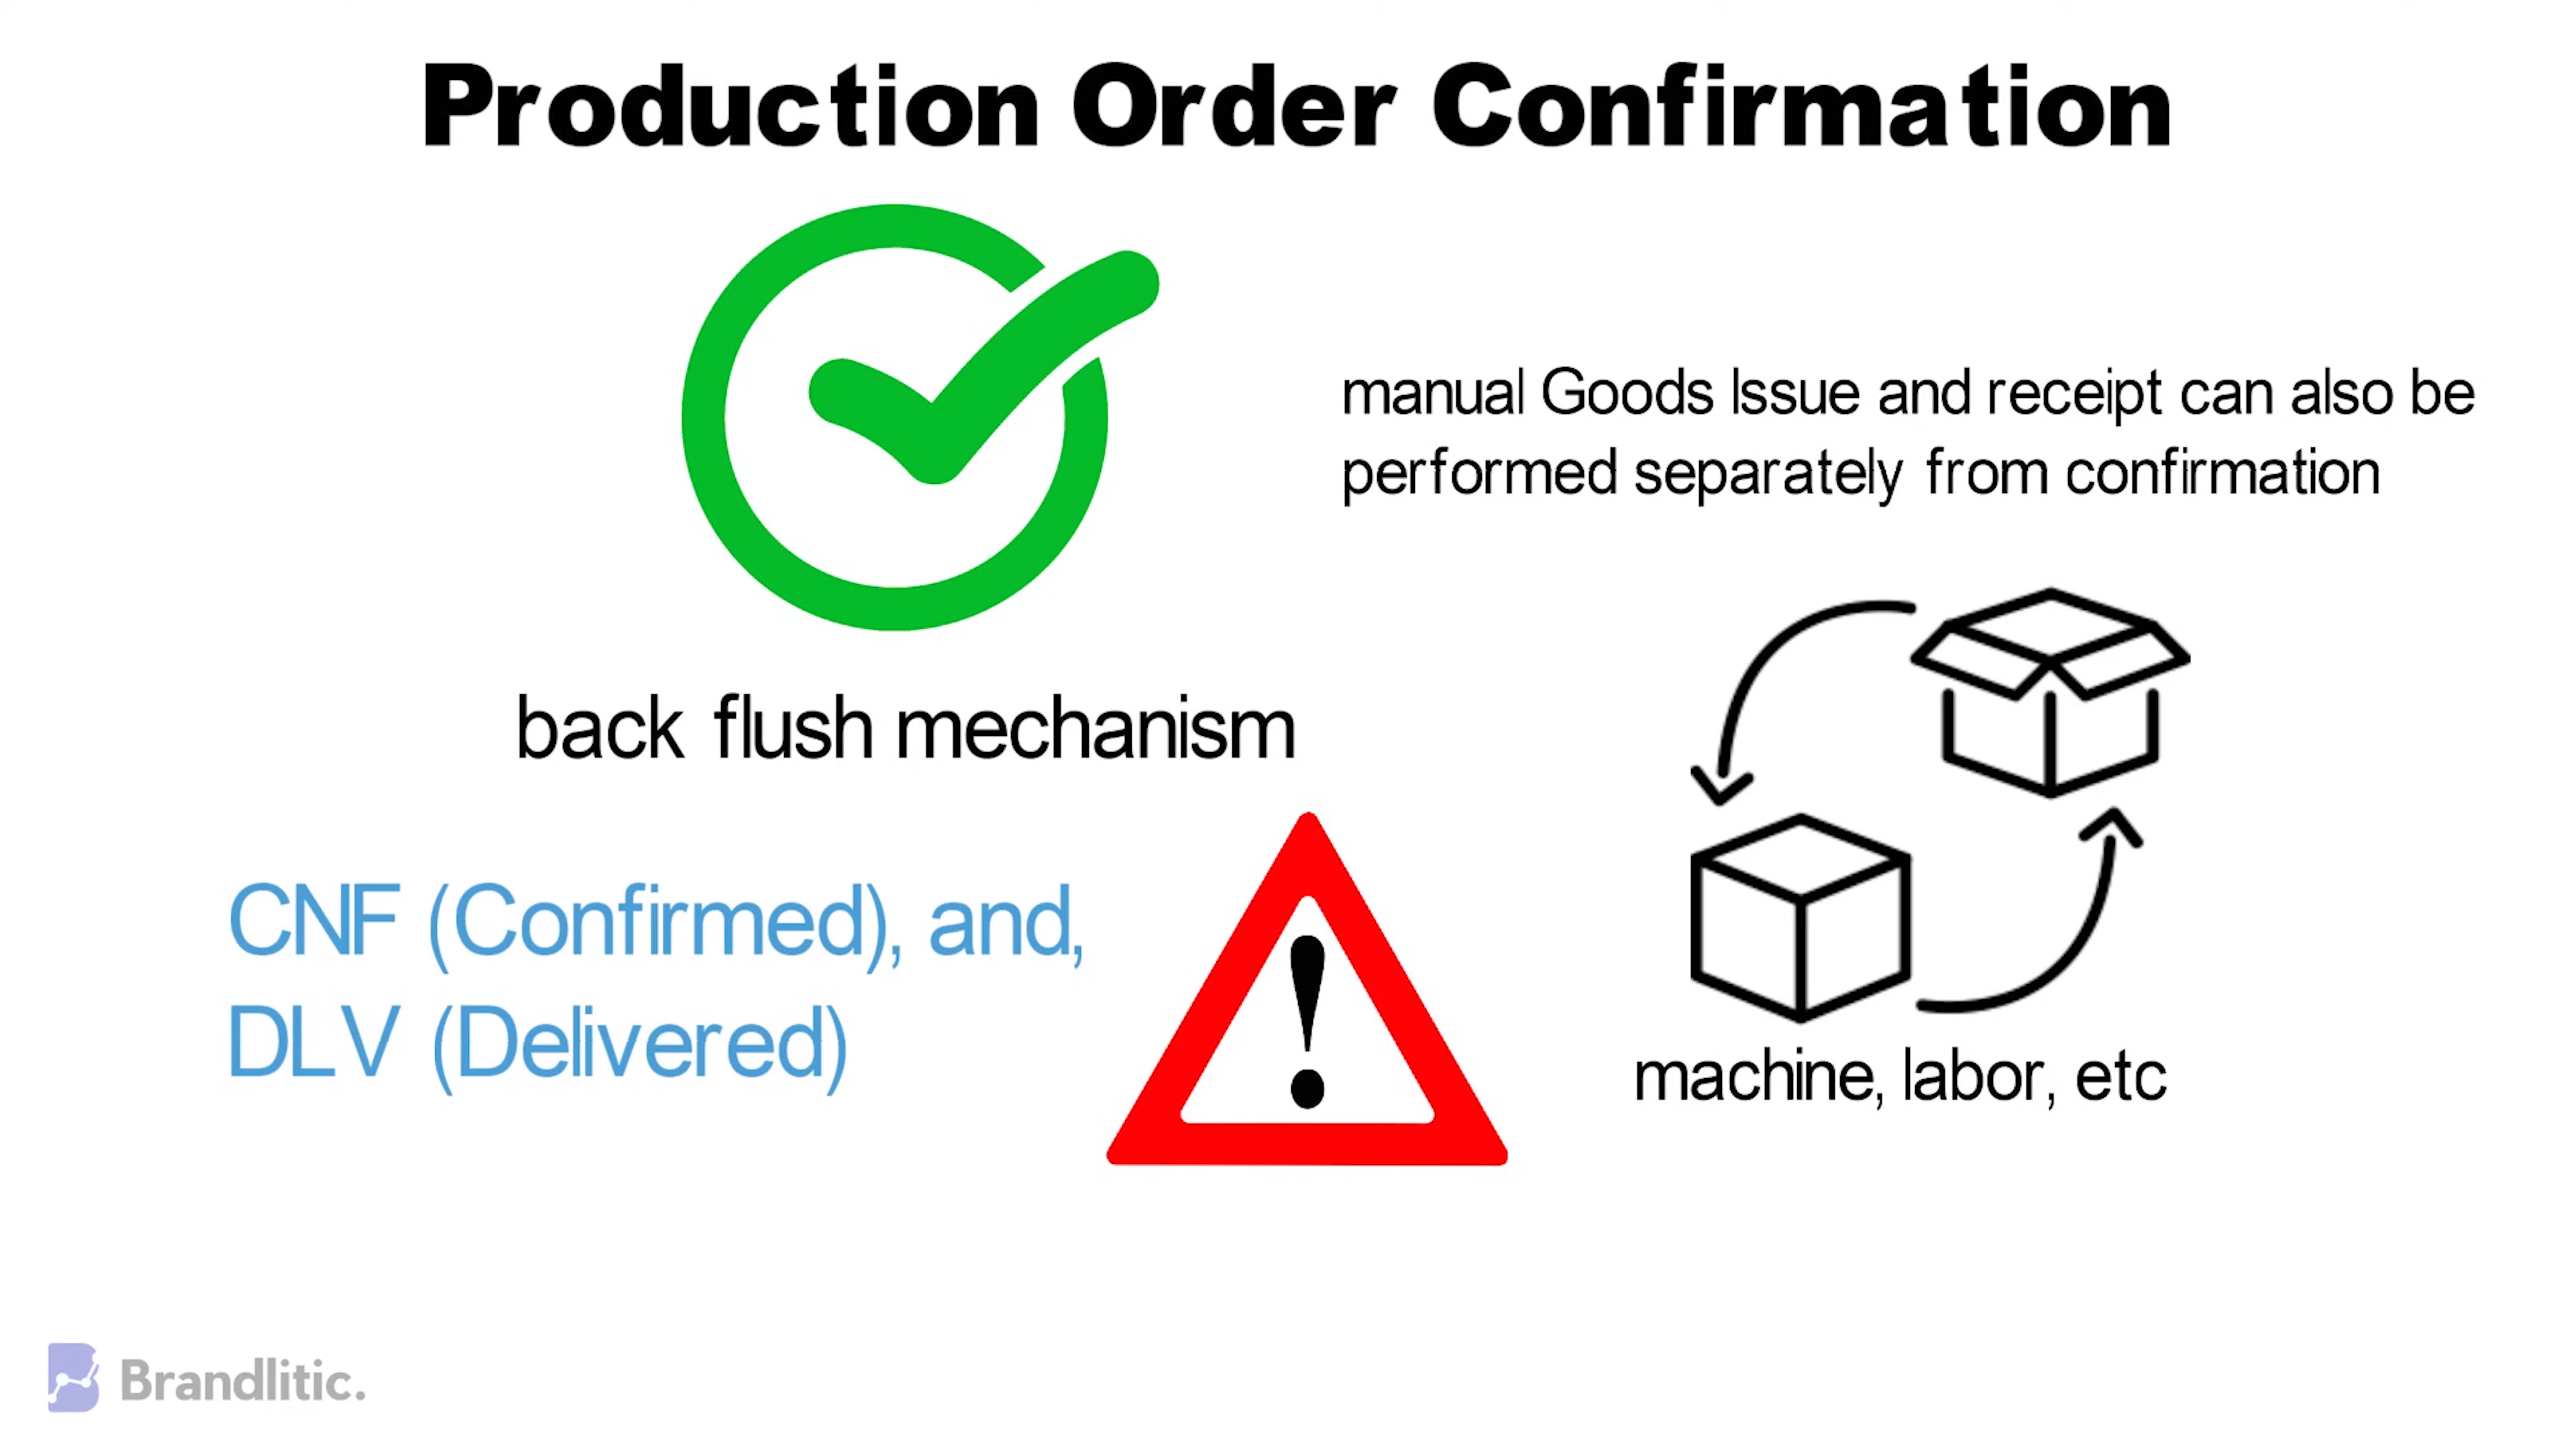 Production Order Confirmation
manual Goods Issue and receipt can also be
performed separately from confirmation
back flush mechanism
CNF (Confirmed), and,
DLV (Delivered)
machine, labor, etc
Brandlitic.